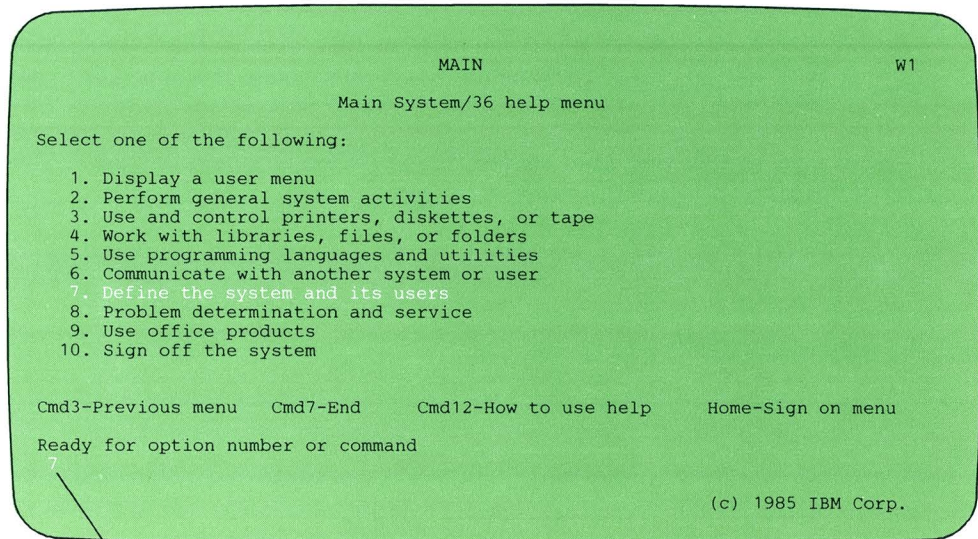 MAIN W1
Main System/36 help menu
Select one of the following:
1. Display a user menu
2. Perform general system activities
3. Use and control printers, diskettes, or tape
4. Work with libraries, files, or folders
5. Use programming languages and utilities
6. Communicate with another system or user
7. Define the system and its users
8. Problem determination and service
9. Use office products
10. Sign off the system
Cmd3-Previous menu Cmd7-End Cmd12-How to use help Home-Sign on menu
Ready for option number or command
7
(c) 1985 IBM Corp.